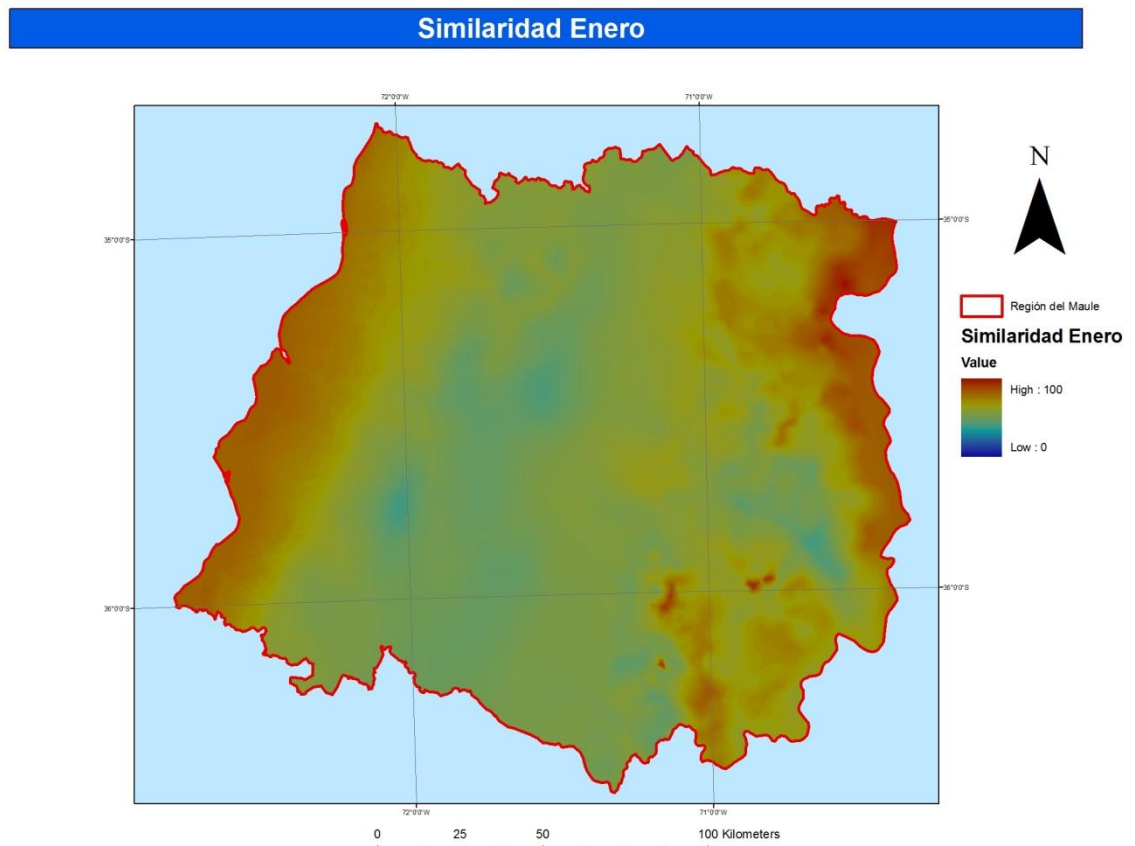 Similaridad Enero
72°0'0"W 71°0'0"W
N
35°0'0"S 35°0'0"S
Región del Maule
Similaridad Enero
Value
High : 100
Low : 0
36°0'0"S 36°0'0"S
72°0'0"W 71°0'0"W
0 25 50 100 Kilometers